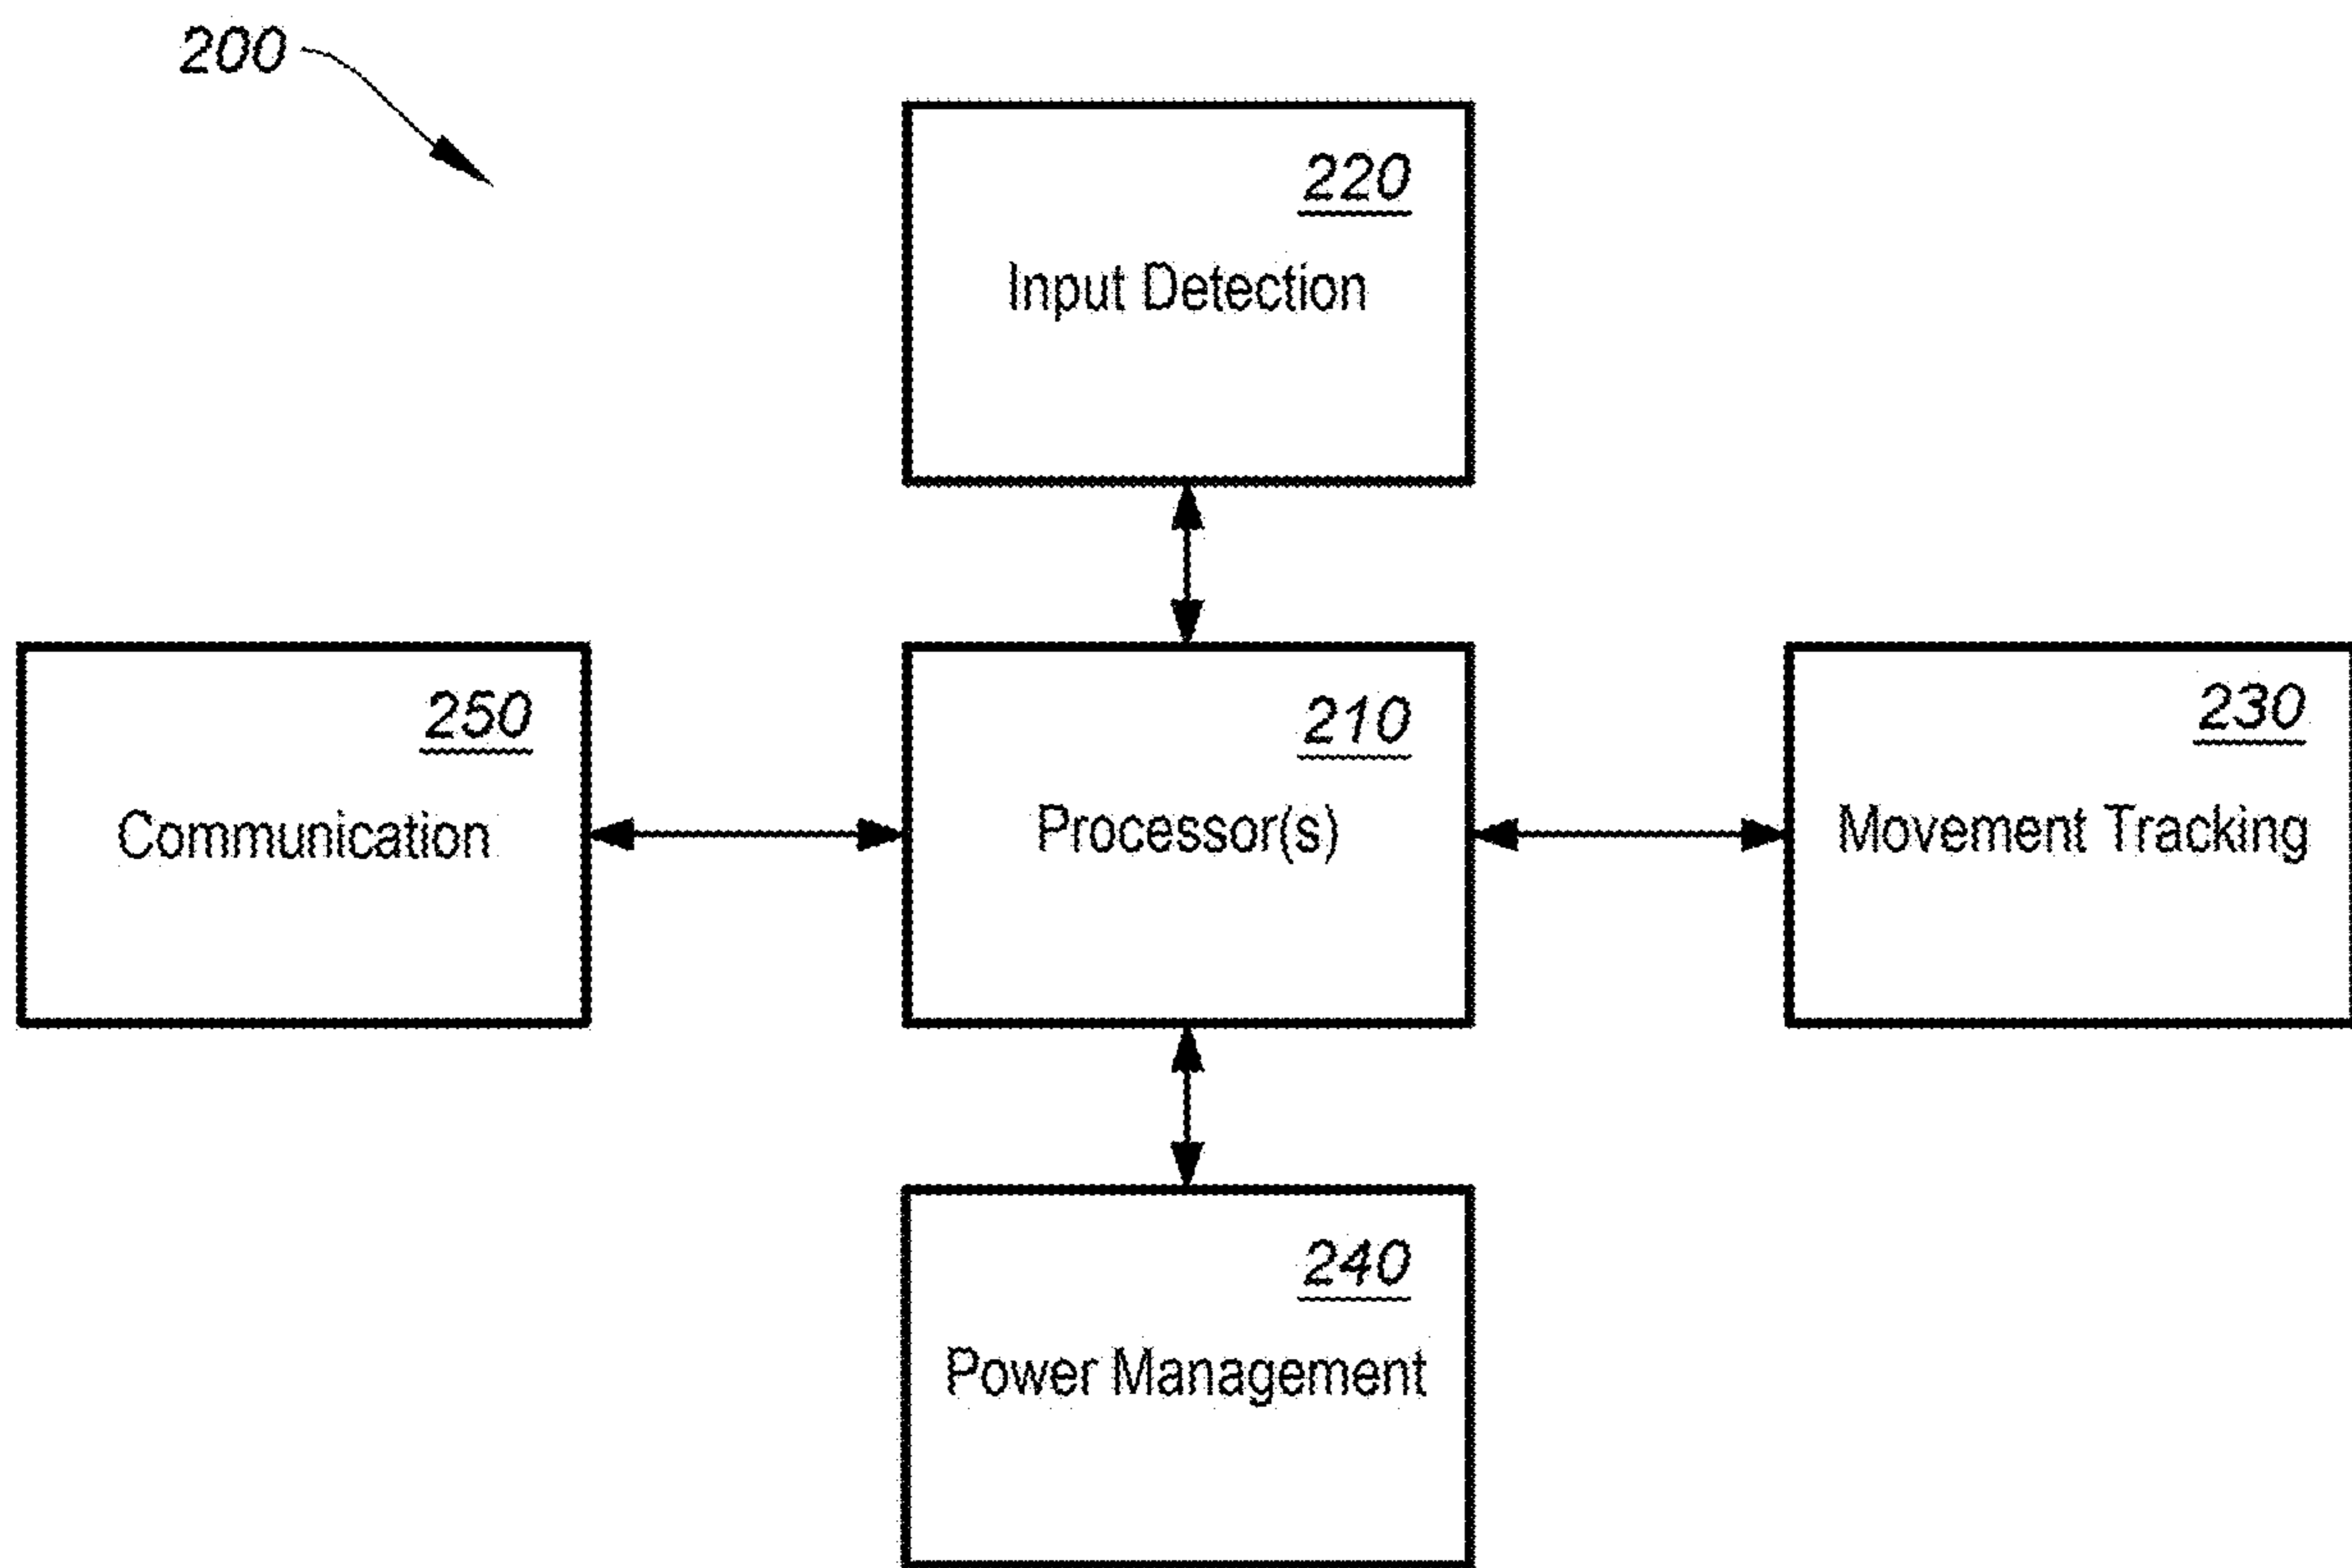 200
220
Input Detection
250
Communication
210
Processor(s)
230
Movement Tracking
240
Power Management